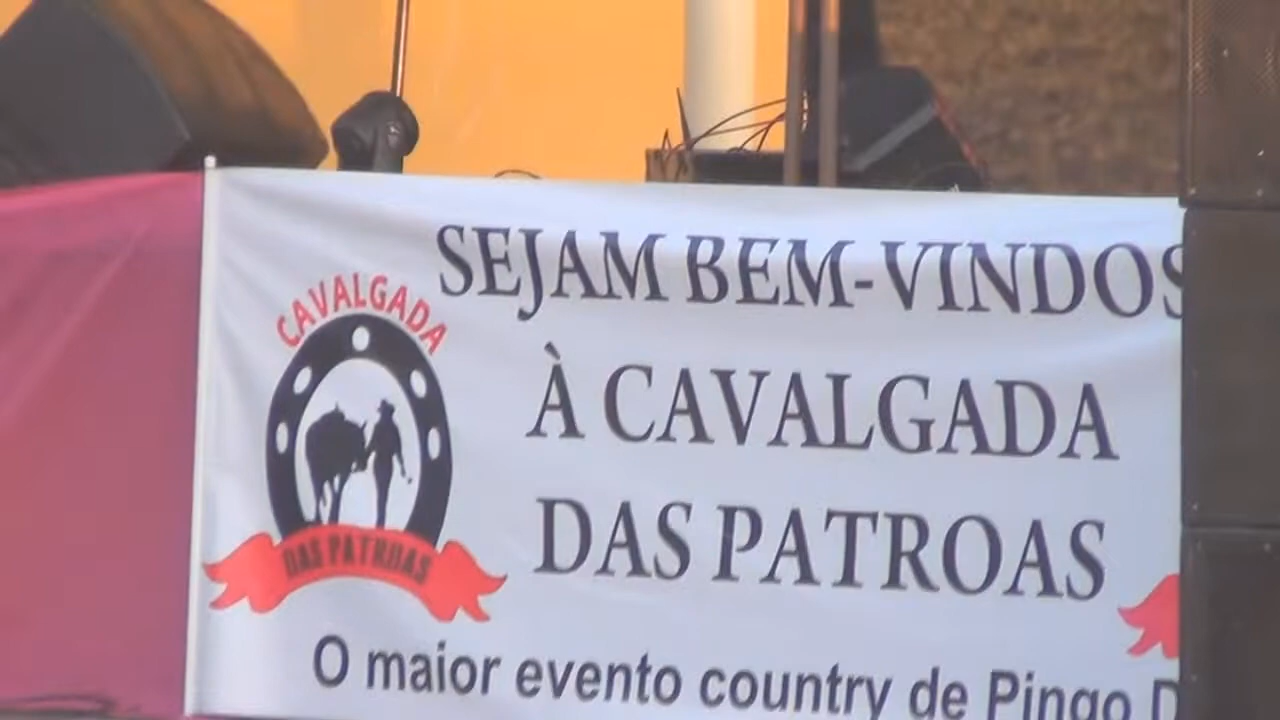 SEJAM BEM-VINDOS
À CAVALGADA
DAS PATROAS
CAVALGADA
DAS PATROAS
O maior evento country de Pingo